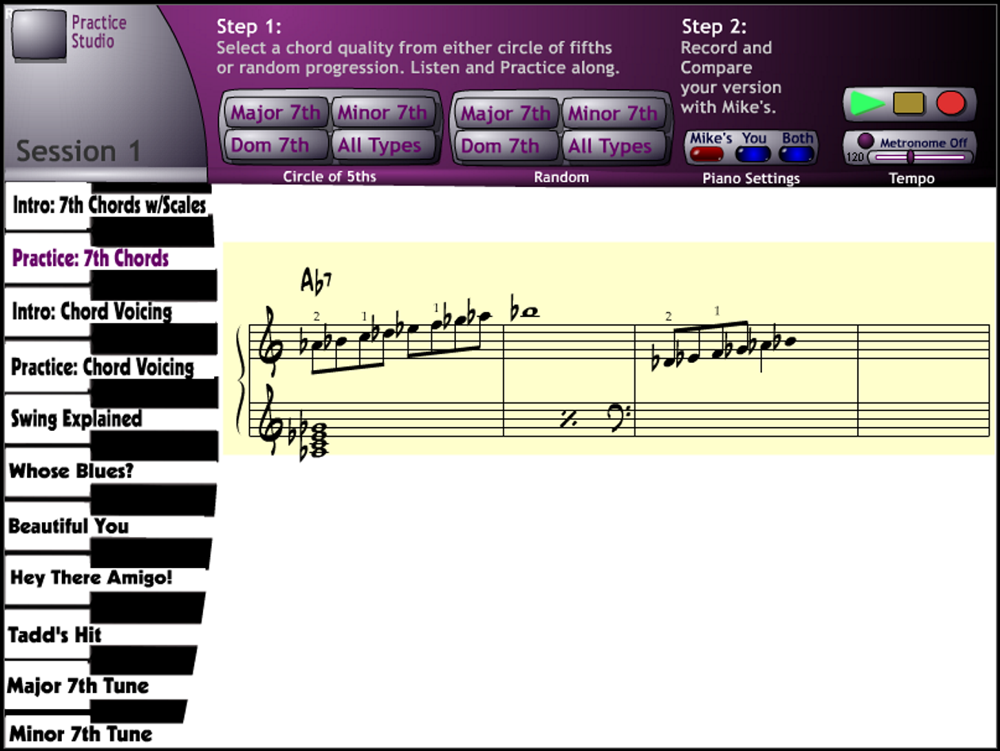 Practice
Studio
Session 1
Step 1:
Select a chord quality from either circle of fifths
or random progression. Listen and Practice along.
Major 7th Minor 7th
Dom 7th All Types
Circle of 5ths
Major 7th Minor 7th
Dom 7th All Types
Random
Step 2:
Record and
Compare
your version
with Mike's.
Mike's You Both
Piano Settings
Metronome Off
120
Tempo
Intro: 7th Chords w/Scales
Practice: 7th Chords
Intro: Chord Voicing
Practice: Chord Voicing
Swing Explained
Whose Blues?
Beautiful You
Hey There Amigo!
Tadd's Hit
Major 7th Tune
Minor 7th Tune
Ab7
2 1 1 2 1